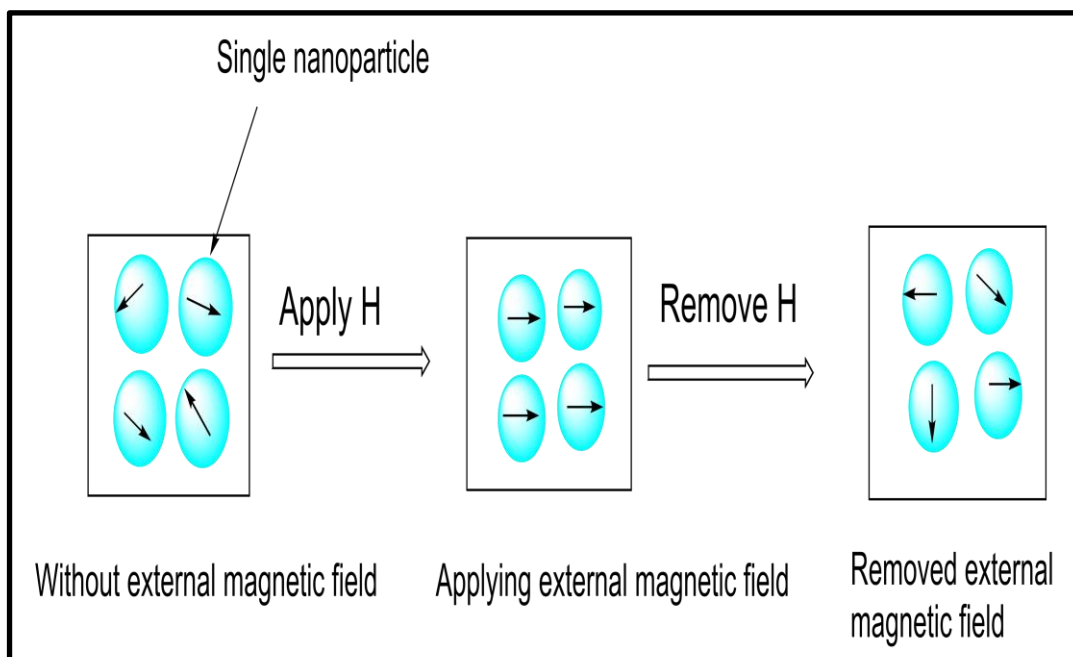 Single nanoparticle
Apply H
Remove H
Without external magnetic field
Applying external magnetic field
Removed external
magnetic field